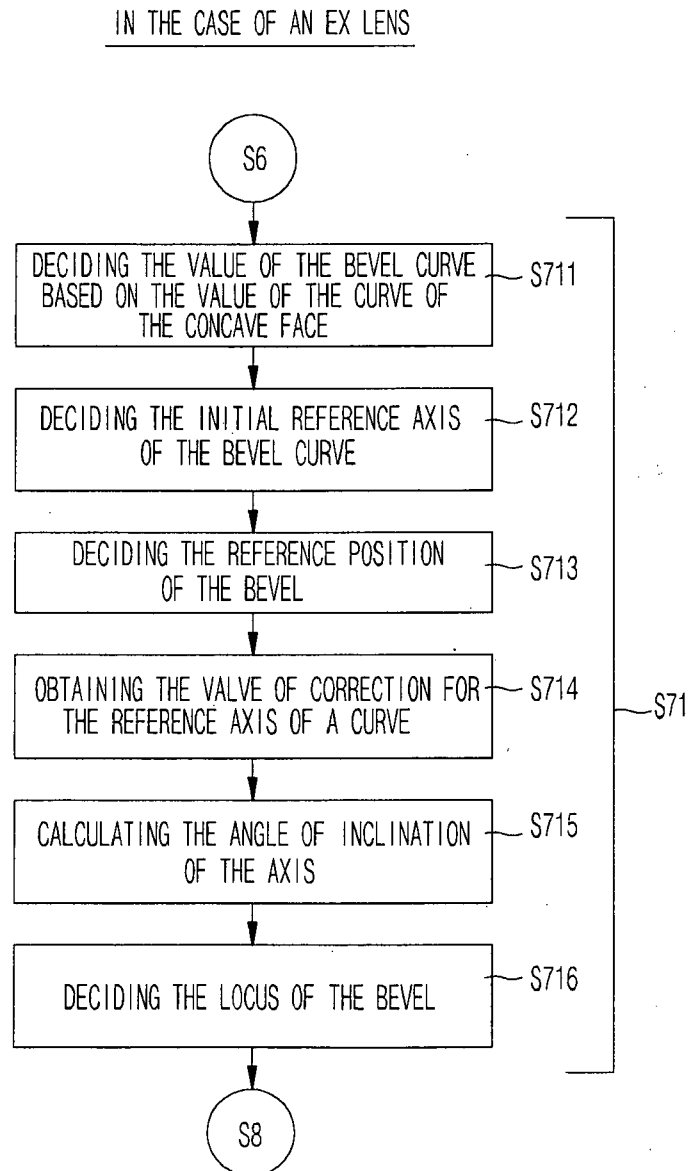 IN THE CASE OF AN EX LENS
S6
DECIDING THE VALUE OF THE BEVEL CURVE
BASED ON THE VALUE OF THE CURVE OF
THE CONCAVE FACE
S711
DECIDING THE INITIAL REFERENCE AXIS
OF THE BEVEL CURVE
S712
DECIDING THE REFERENCE POSITION
OF THE BEVEL
S713
OBTAINING THE VALVE OF CORRECTION FOR
THE REFERENCE AXIS OF A CURVE
S714
S71
CALCULATING THE ANGLE OF INCLINATION
OF THE AXIS
S715
DECIDING THE LOCUS OF THE BEVEL
S716
S8